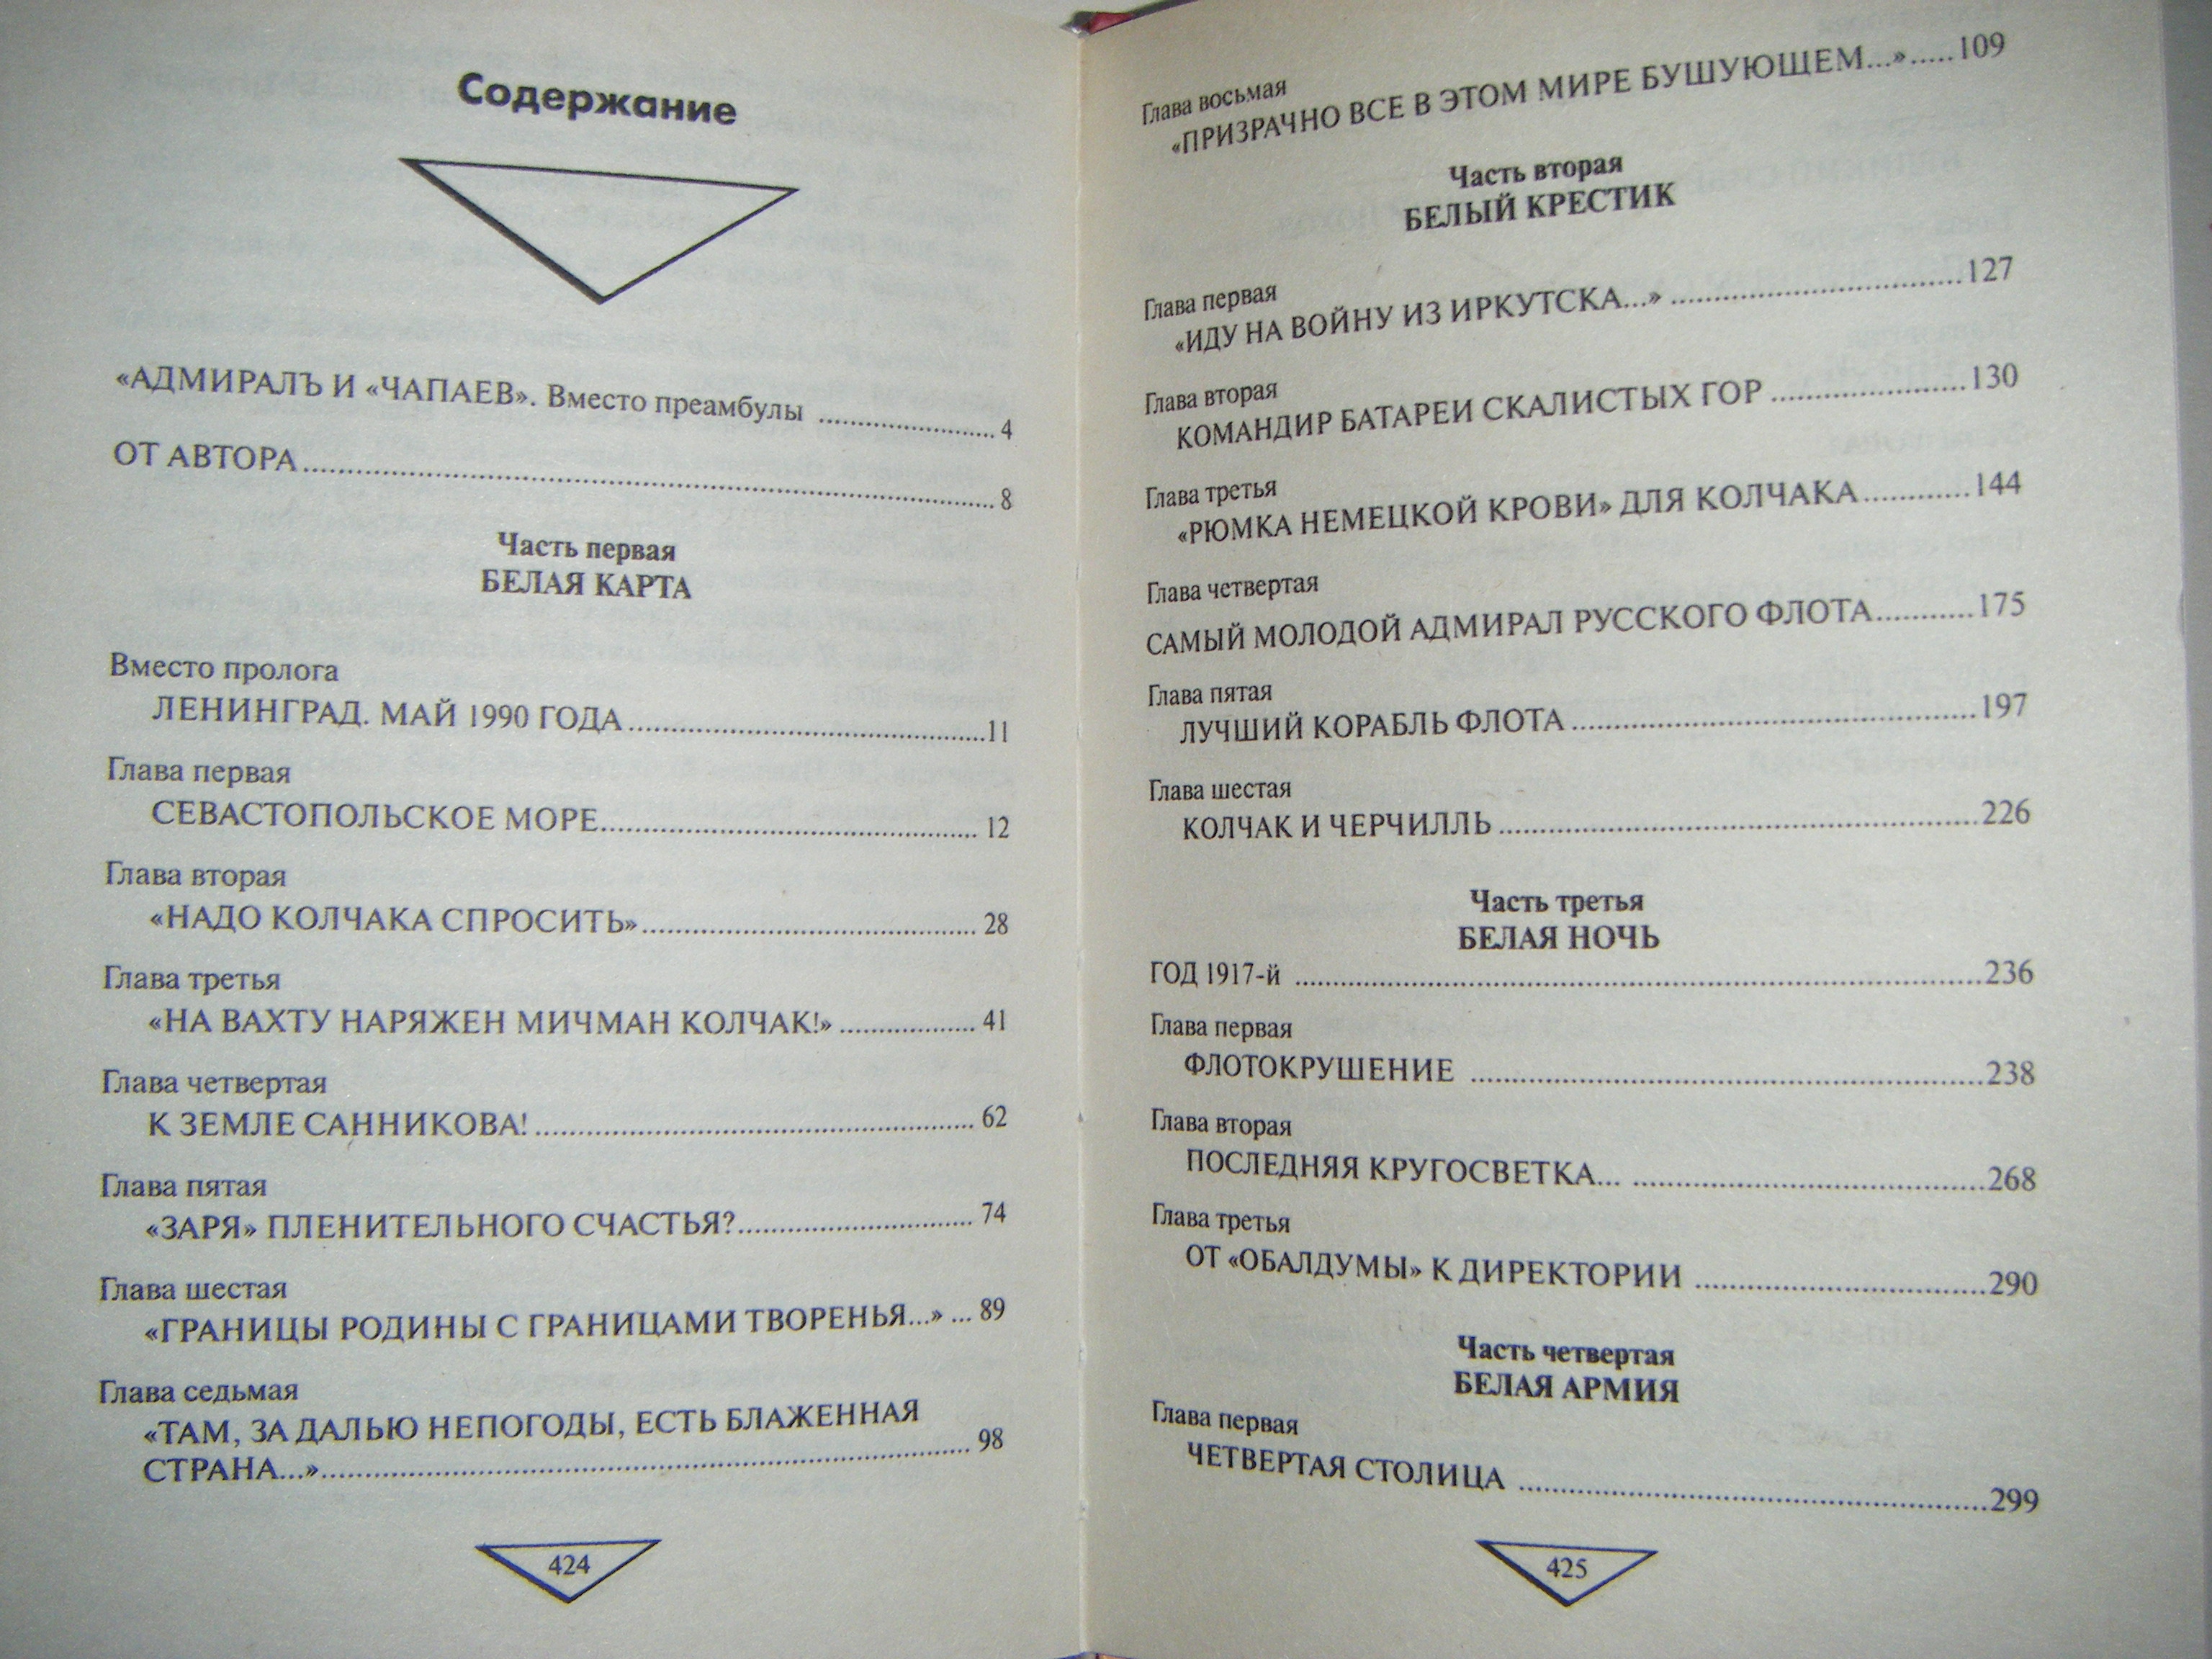 Содержание
«АДМИРАЛЪ И «ЧАПАЕВ». Вместо преамбулы .................... 4
ОТ АВТОРА .................... 8
Часть первая
БЕЛАЯ КАРТА
Вместо пролога
ЛЕНИНГРАД. МАЙ 1990 ГОДА .................... 11
Глава первая
СЕВАСТОПОЛЬСКОЕ МОРЕ .................... 12
Глава вторая
«НАДО КОЛЧАКА СПРОСИТЬ» .................... 28
Глава третья
«НА ВАХТУ НАРЯЖЕН МИЧМАН КОЛЧАК!» .................... 41
Глава четвертая
К ЗЕМЛЕ САННИКОВА! .................... 62
Глава пятая
«ЗАРЯ» ПЛЕНИТЕЛЬНОГО СЧАСТЬЯ? .................... 74
Глава шестая
«ГРАНИЦЫ РОДИНЫ С ГРАНИЦАМИ ТВОРЕНЬЯ...» ... 89
Глава седьмая
«ТАМ, ЗА ДАЛЬЮ НЕПОГОДЫ, ЕСТЬ БЛАЖЕННАЯ
СТРАНА...» .................... 98
424
Глава восьмая
«ПРИЗРАЧНО ВСЕ В ЭТОМ МИРЕ БУШУЮЩЕМ...» ..... 109
Часть вторая
БЕЛЫЙ КРЕСТИК
Глава первая
«ИДУ НА ВОЙНУ ИЗ ИРКУТСКА...» .................... 127
Глава вторая
КОМАНДИР БАТАРЕИ СКАЛИСТЫХ ГОР .................... 130
Глава третья
«РЮМКА НЕМЕЦКОЙ КРОВИ» ДЛЯ КОЛЧАКА ............ 144
Глава четвертая
САМЫЙ МОЛОДОЙ АДМИРАЛ РУССКОГО ФЛОТА ............ 175
Глава пятая
ЛУЧШИЙ КОРАБЛЬ ФЛОТА .................... 197
Глава шестая
КОЛЧАК И ЧЕРЧИЛЛЬ .................... 226
Часть третья
БЕЛАЯ НОЧЬ
ГОД 1917-й .................... 236
Глава первая
ФЛОТОКРУШЕНИЕ .................... 238
Глава вторая
ПОСЛЕДНЯЯ КРУГОСВЕТКА... .................... 268
Глава третья
ОТ «ОБАЛДУМЫ» К ДИРЕКТОРИИ .................... 290
Часть четвертая
БЕЛАЯ АРМИЯ
Глава первая
ЧЕТВЕРТАЯ СТОЛИЦА .................... 299
425